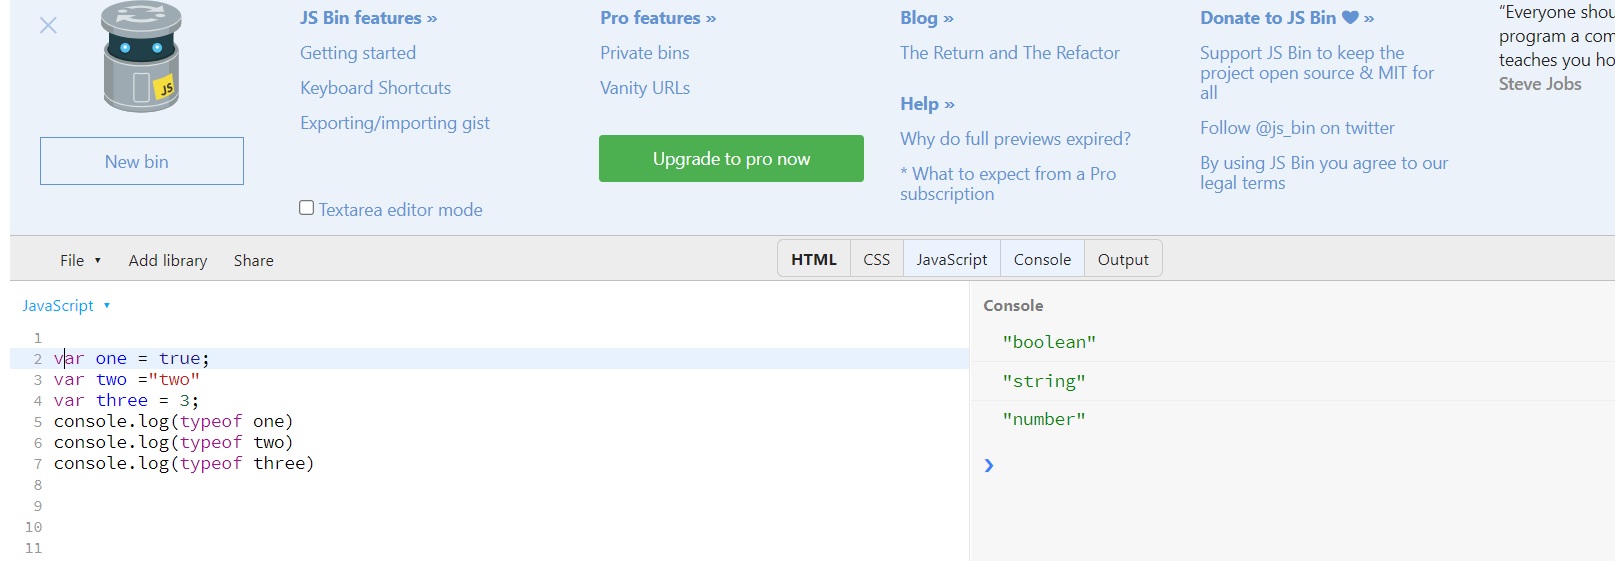 JS Bin features »
Getting started
Keyboard Shortcuts
Exporting/importing gist
Textarea editor mode
JS
New bin
Pro features »
Private bins
Vanity URLs
Upgrade to pro now
Blog »
The Return and The Refactor
Help »
Why do full previews expired?
* What to expect from a Pro
subscription
Donate to JS Bin ♥ »
Support JS Bin to keep the
project open source & MIT for
all
Follow @js_bin on twitter
By using JS Bin you agree to our
legal terms
“Everyone shou
program a com
teaches you ho
Steve Jobs
File ▾ Add library Share
HTML CSS JavaScript Console Output
JavaScript ▾
1
2 var one = true;
3 var two ="two"
4 var three = 3;
5 console.log(typeof one)
6 console.log(typeof two)
7 console.log(typeof three)
8
9
10
11
Console
"boolean"
"string"
"number"